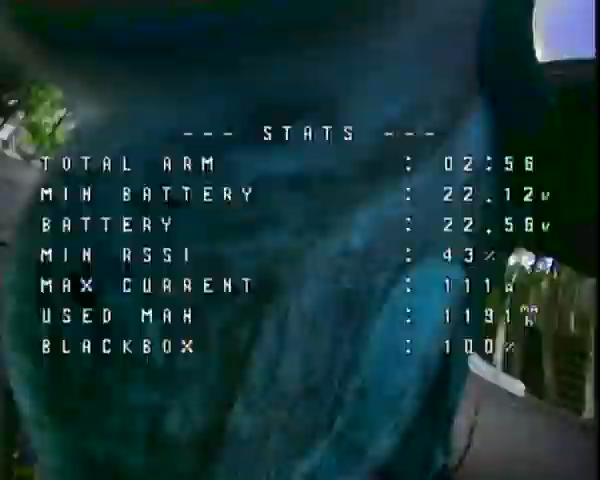 --- STATS ---
TOTAL ARM : 02:56
MIN BATTERY : 22.12V
BATTERY : 22.56V
MIN RSSI : 43%
MAX CURRENT : 111A
USED MAH : 1191MAH
BLACKBOX : 100%